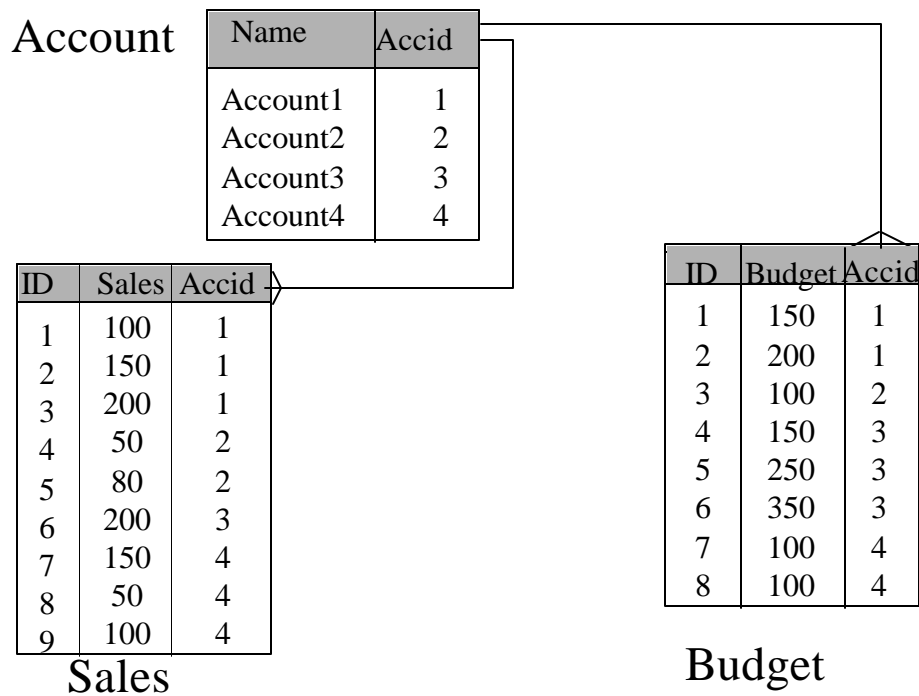 Account
Name Accid
Account1 1
Account2 2
Account3 3
Account4 4
ID Sales Accid
1 100 1
2 150 1
3 200 1
4 50 2
5 80 2
6 200 3
7 150 4
8 50 4
9 100 4
Sales
ID Budget Accid
1 150 1
2 200 1
3 100 2
4 150 3
5 250 3
6 350 3
7 100 4
8 100 4
Budget